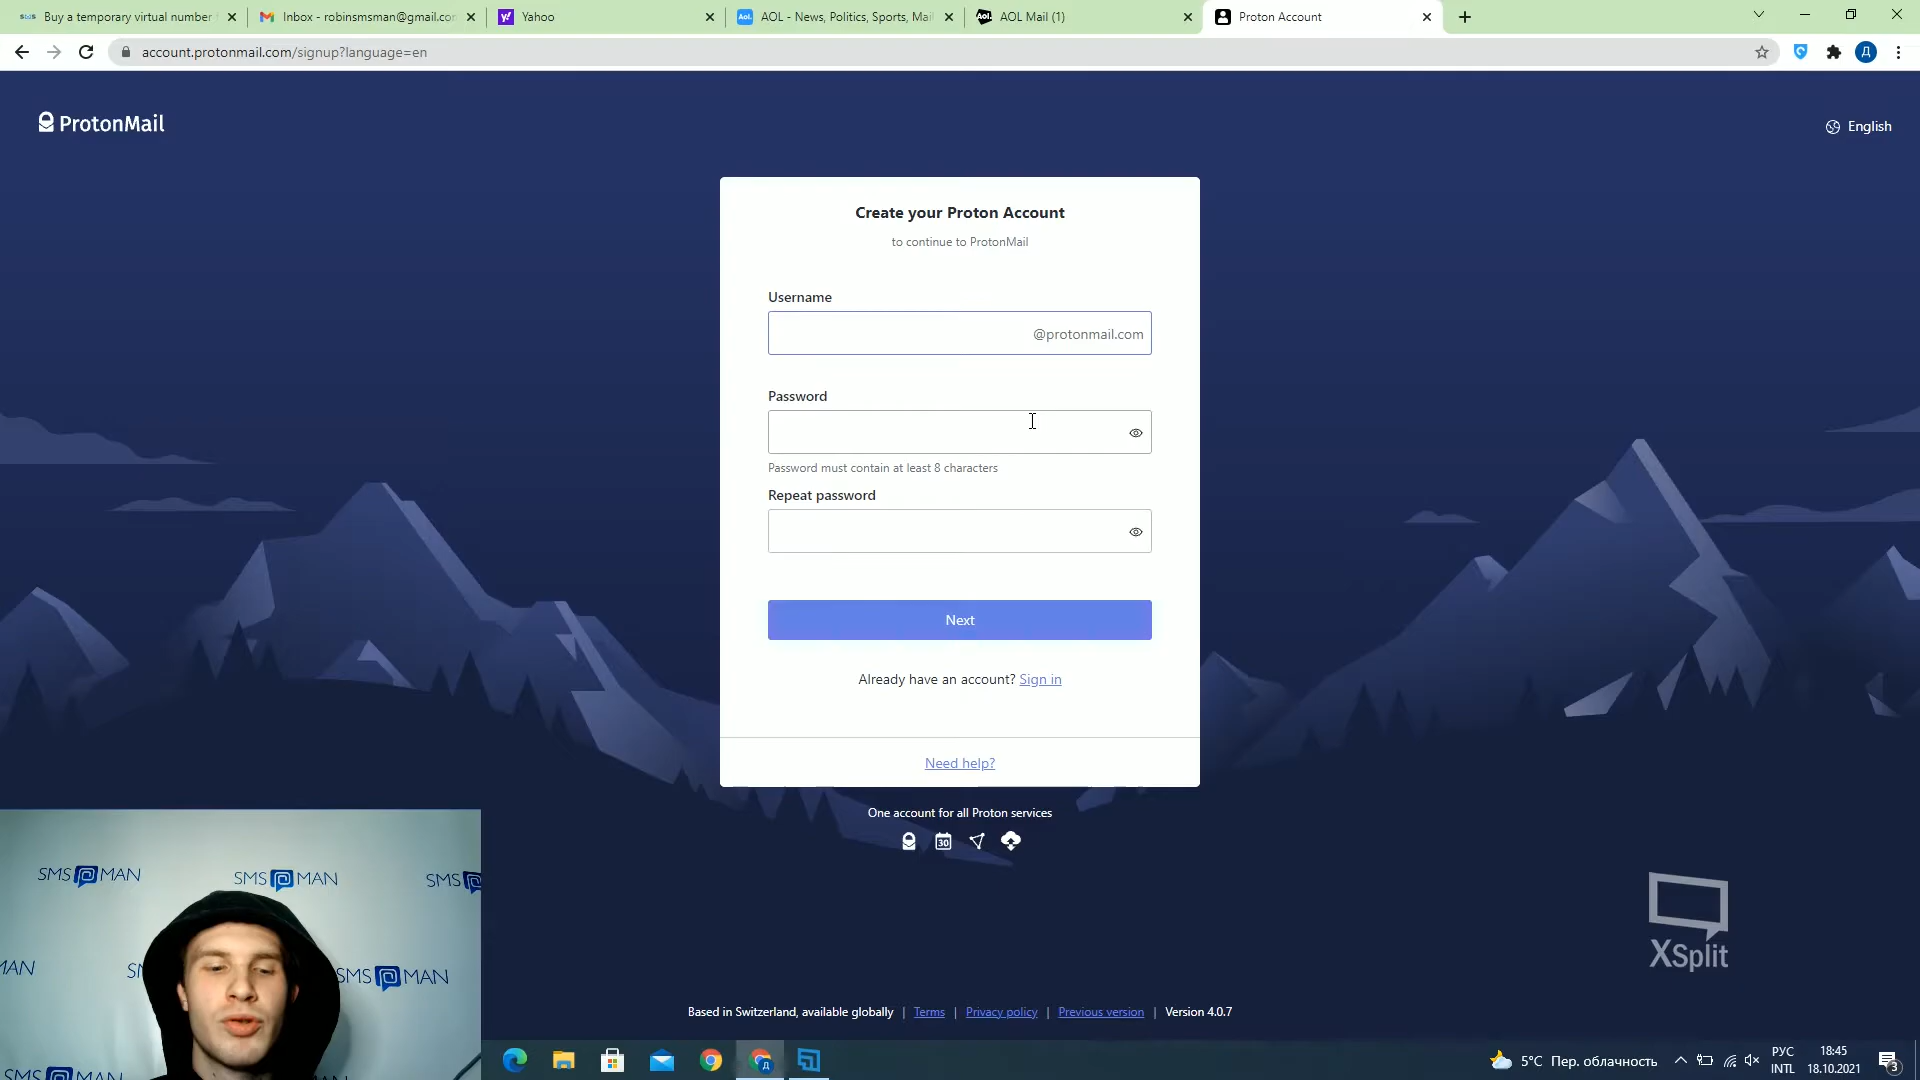 Buy a temporary virtual number
Inbox - robinsmsman@gmail.co
Yahoo
AOL - News, Politics, Sports, Mail
AOL Mail (1)
Proton Account
account.protonmail.com/signup?language=en
ProtonMail
English
Create your Proton Account
to continue to ProtonMail
Username
@protonmail.com
Password
Password must contain at least 8 characters
Repeat password
Next
Already have an account? Sign in
Need help?
One account for all Proton services
30
SMS MAN
SMS MAN
SMS
MAN
SMS MAN
SMS MAN
XSplit
Based in Switzerland, available globally | Terms | Privacy policy | Previous version | Version 4.0.7
5°C Пер. облачность
РУС
INTL
18:45
18.10.2021
3